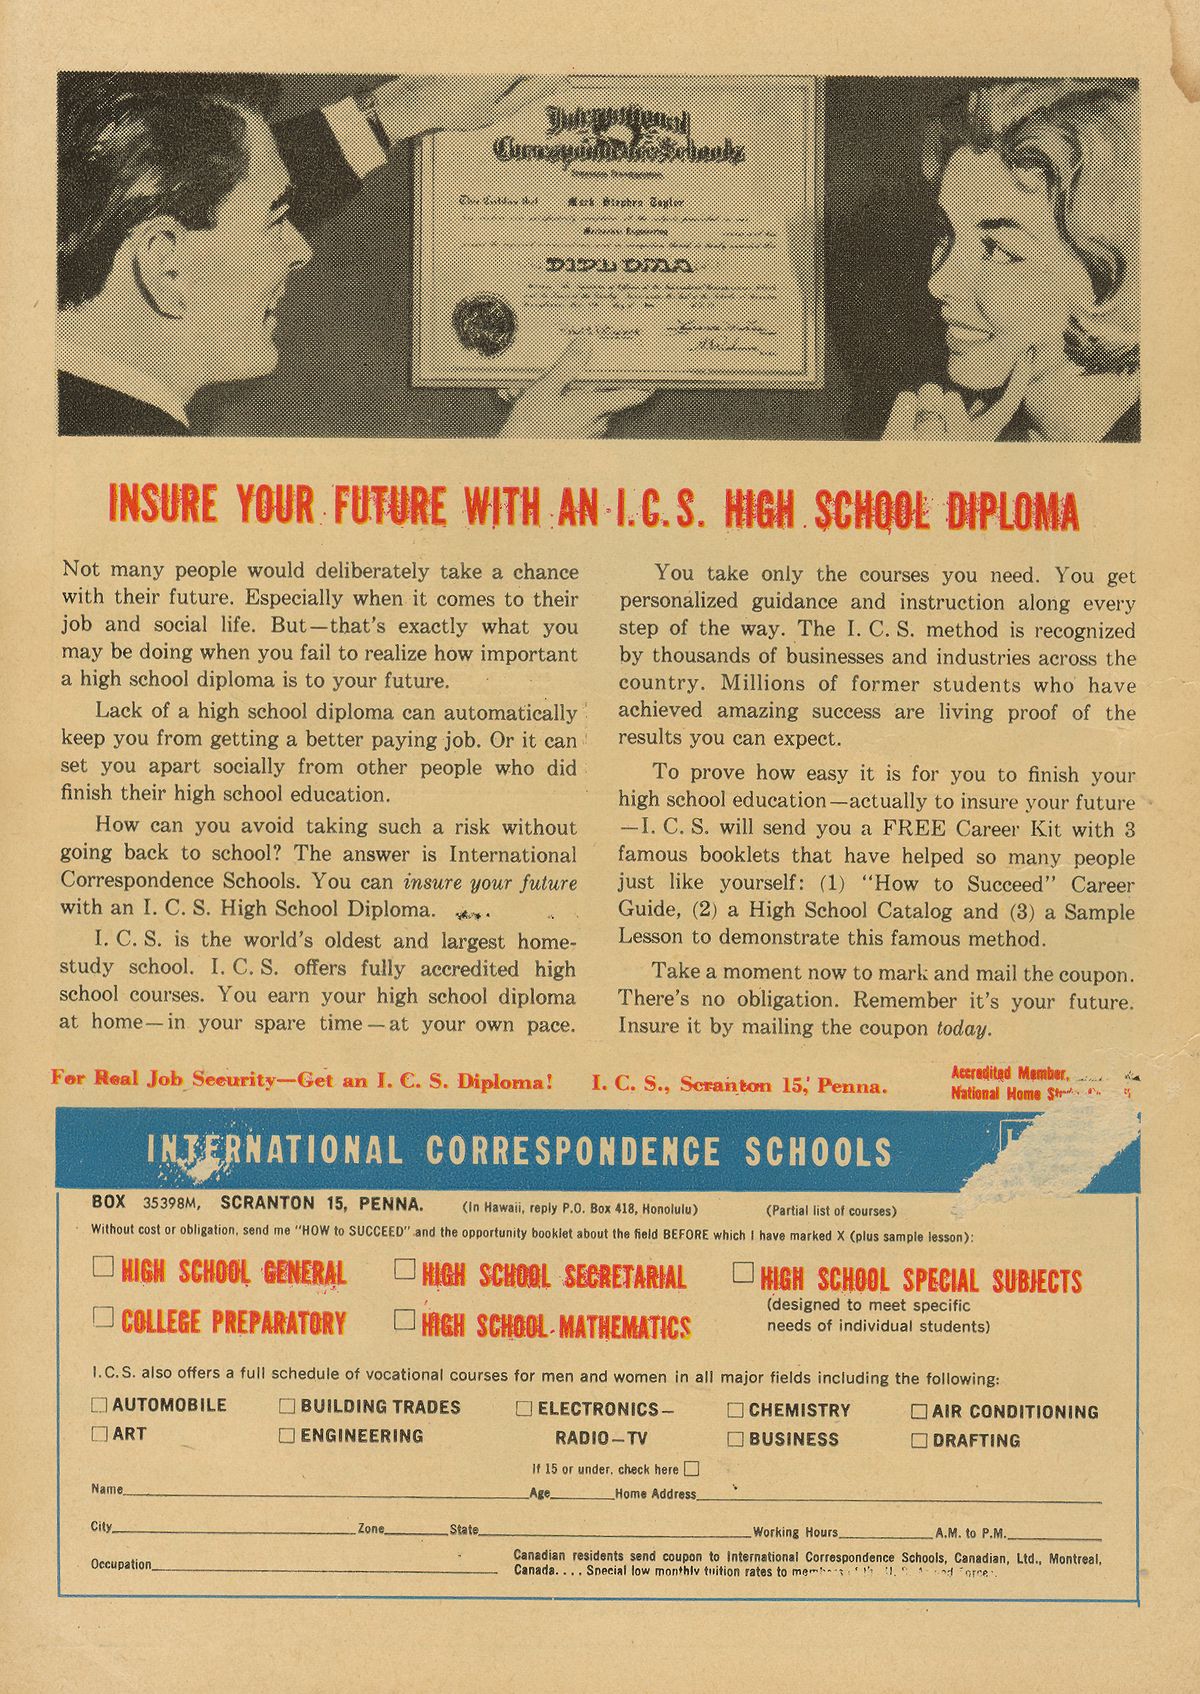 International
Correspondence Schools
This Certifies that Mark Stephen Taylor
Mechanical Engineering
DIPLOMA
INSURE YOUR FUTURE WITH AN I.C.S. HIGH SCHOOL DIPLOMA
Not many people would deliberately take a chance
with their future. Especially when it comes to their
job and social life. But—that's exactly what you
may be doing when you fail to realize how important
a high school diploma is to your future.
Lack of a high school diploma can automatically
keep you from getting a better paying job. Or it can
set you apart socially from other people who did
finish their high school education.
How can you avoid taking such a risk without
going back to school? The answer is International
Correspondence Schools. You can insure your future
with an I. C. S. High School Diploma.
I. C. S. is the world's oldest and largest home-
study school. I. C. S. offers fully accredited high
school courses. You earn your high school diploma
at home—in your spare time—at your own pace.
You take only the courses you need. You get
personalized guidance and instruction along every
step of the way. The I. C. S. method is recognized
by thousands of businesses and industries across the
country. Millions of former students who have
achieved amazing success are living proof of the
results you can expect.
To prove how easy it is for you to finish your
high school education—actually to insure your future
—I. C. S. will send you a FREE Career Kit with 3
famous booklets that have helped so many people
just like yourself: (1) "How to Succeed" Career
Guide, (2) a High School Catalog and (3) a Sample
Lesson to demonstrate this famous method.
Take a moment now to mark and mail the coupon.
There's no obligation. Remember it's your future.
Insure it by mailing the coupon today.
For Real Job Security—Get an I. C. S. Diploma! I. C. S., Scranton 15, Penna.
Accredited Member,
National Home
INTERNATIONAL CORRESPONDENCE SCHOOLS
BOX 35398M, SCRANTON 15, PENNA. (In Hawaii, reply P.O. Box 418, Honolulu) (Partial list of courses)
Without cost or obligation, send me "HOW to SUCCEED" and the opportunity booklet about the field BEFORE which I have marked X (plus sample lesson):
HIGH SCHOOL GENERAL HIGH SCHOOL SECRETARIAL HIGH SCHOOL SPECIAL SUBJECTS
(designed to meet specific
COLLEGE PREPARATORY HIGH SCHOOL MATHEMATICS needs of individual students)
I.C.S. also offers a full schedule of vocational courses for men and women in all major fields including the following:
AUTOMOBILE BUILDING TRADES ELECTRONICS— CHEMISTRY AIR CONDITIONING
ART ENGINEERING RADIO—TV BUSINESS DRAFTING
If 15 or under, check here
Name Age Home Address
City Zone State Working Hours A.M. to P.M.
Occupation
Canadian residents send coupon to International Correspondence Schools, Canadian, Ltd., Montreal,
Canada. . . . Special low monthly tuition rates to